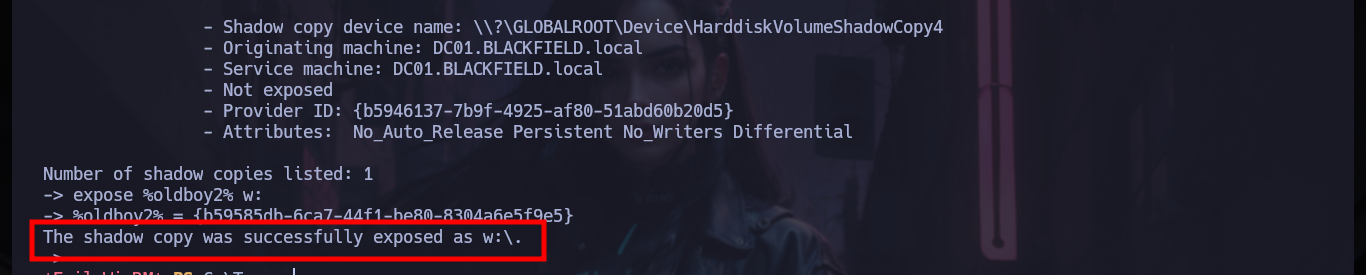 - Shadow copy device name: \\?\GLOBALROOT\Device\HarddiskVolumeShadowCopy4
- Originating machine: DC01.BLACKFIELD.local
- Service machine: DC01.BLACKFIELD.local
- Not exposed
- Provider ID: {b5946137-7b9f-4925-af80-51abd60b20d5}
- Attributes:  No_Auto_Release Persistent No_Writers Differential
Number of shadow copies listed: 1
-> expose %oldboy2% w:
-> %oldboy2% = {b59585db-6ca7-44f1-be80-8304a6e5f9e5}
The shadow copy was successfully exposed as w:\.
->